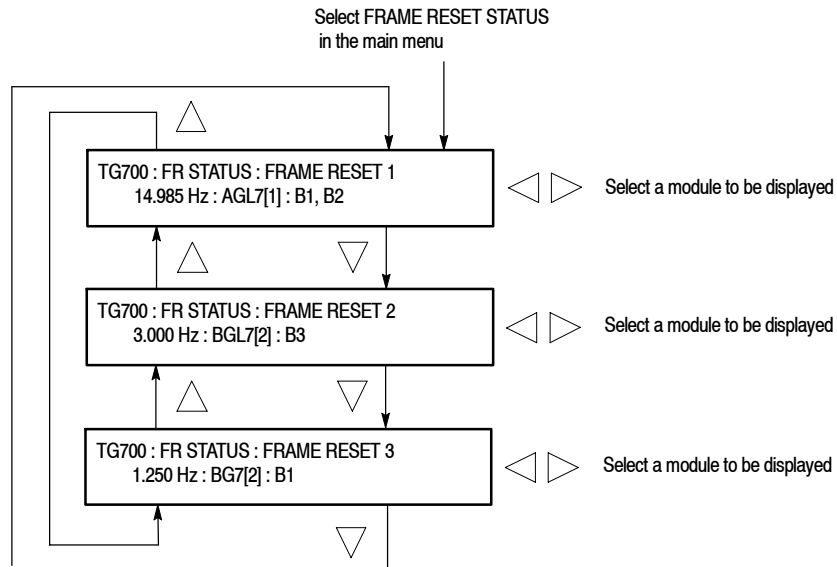 Select FRAME RESET STATUS
in the main menu
TG700 : FR STATUS : FRAME RESET 1
14.985 Hz : AGL7[1] : B1, B2
Select a module to be displayed
TG700 : FR STATUS : FRAME RESET 2
3.000 Hz : BGL7[2] : B3
Select a module to be displayed
TG700 : FR STATUS : FRAME RESET 3
1.250 Hz : BG7[2] : B1
Select a module to be displayed